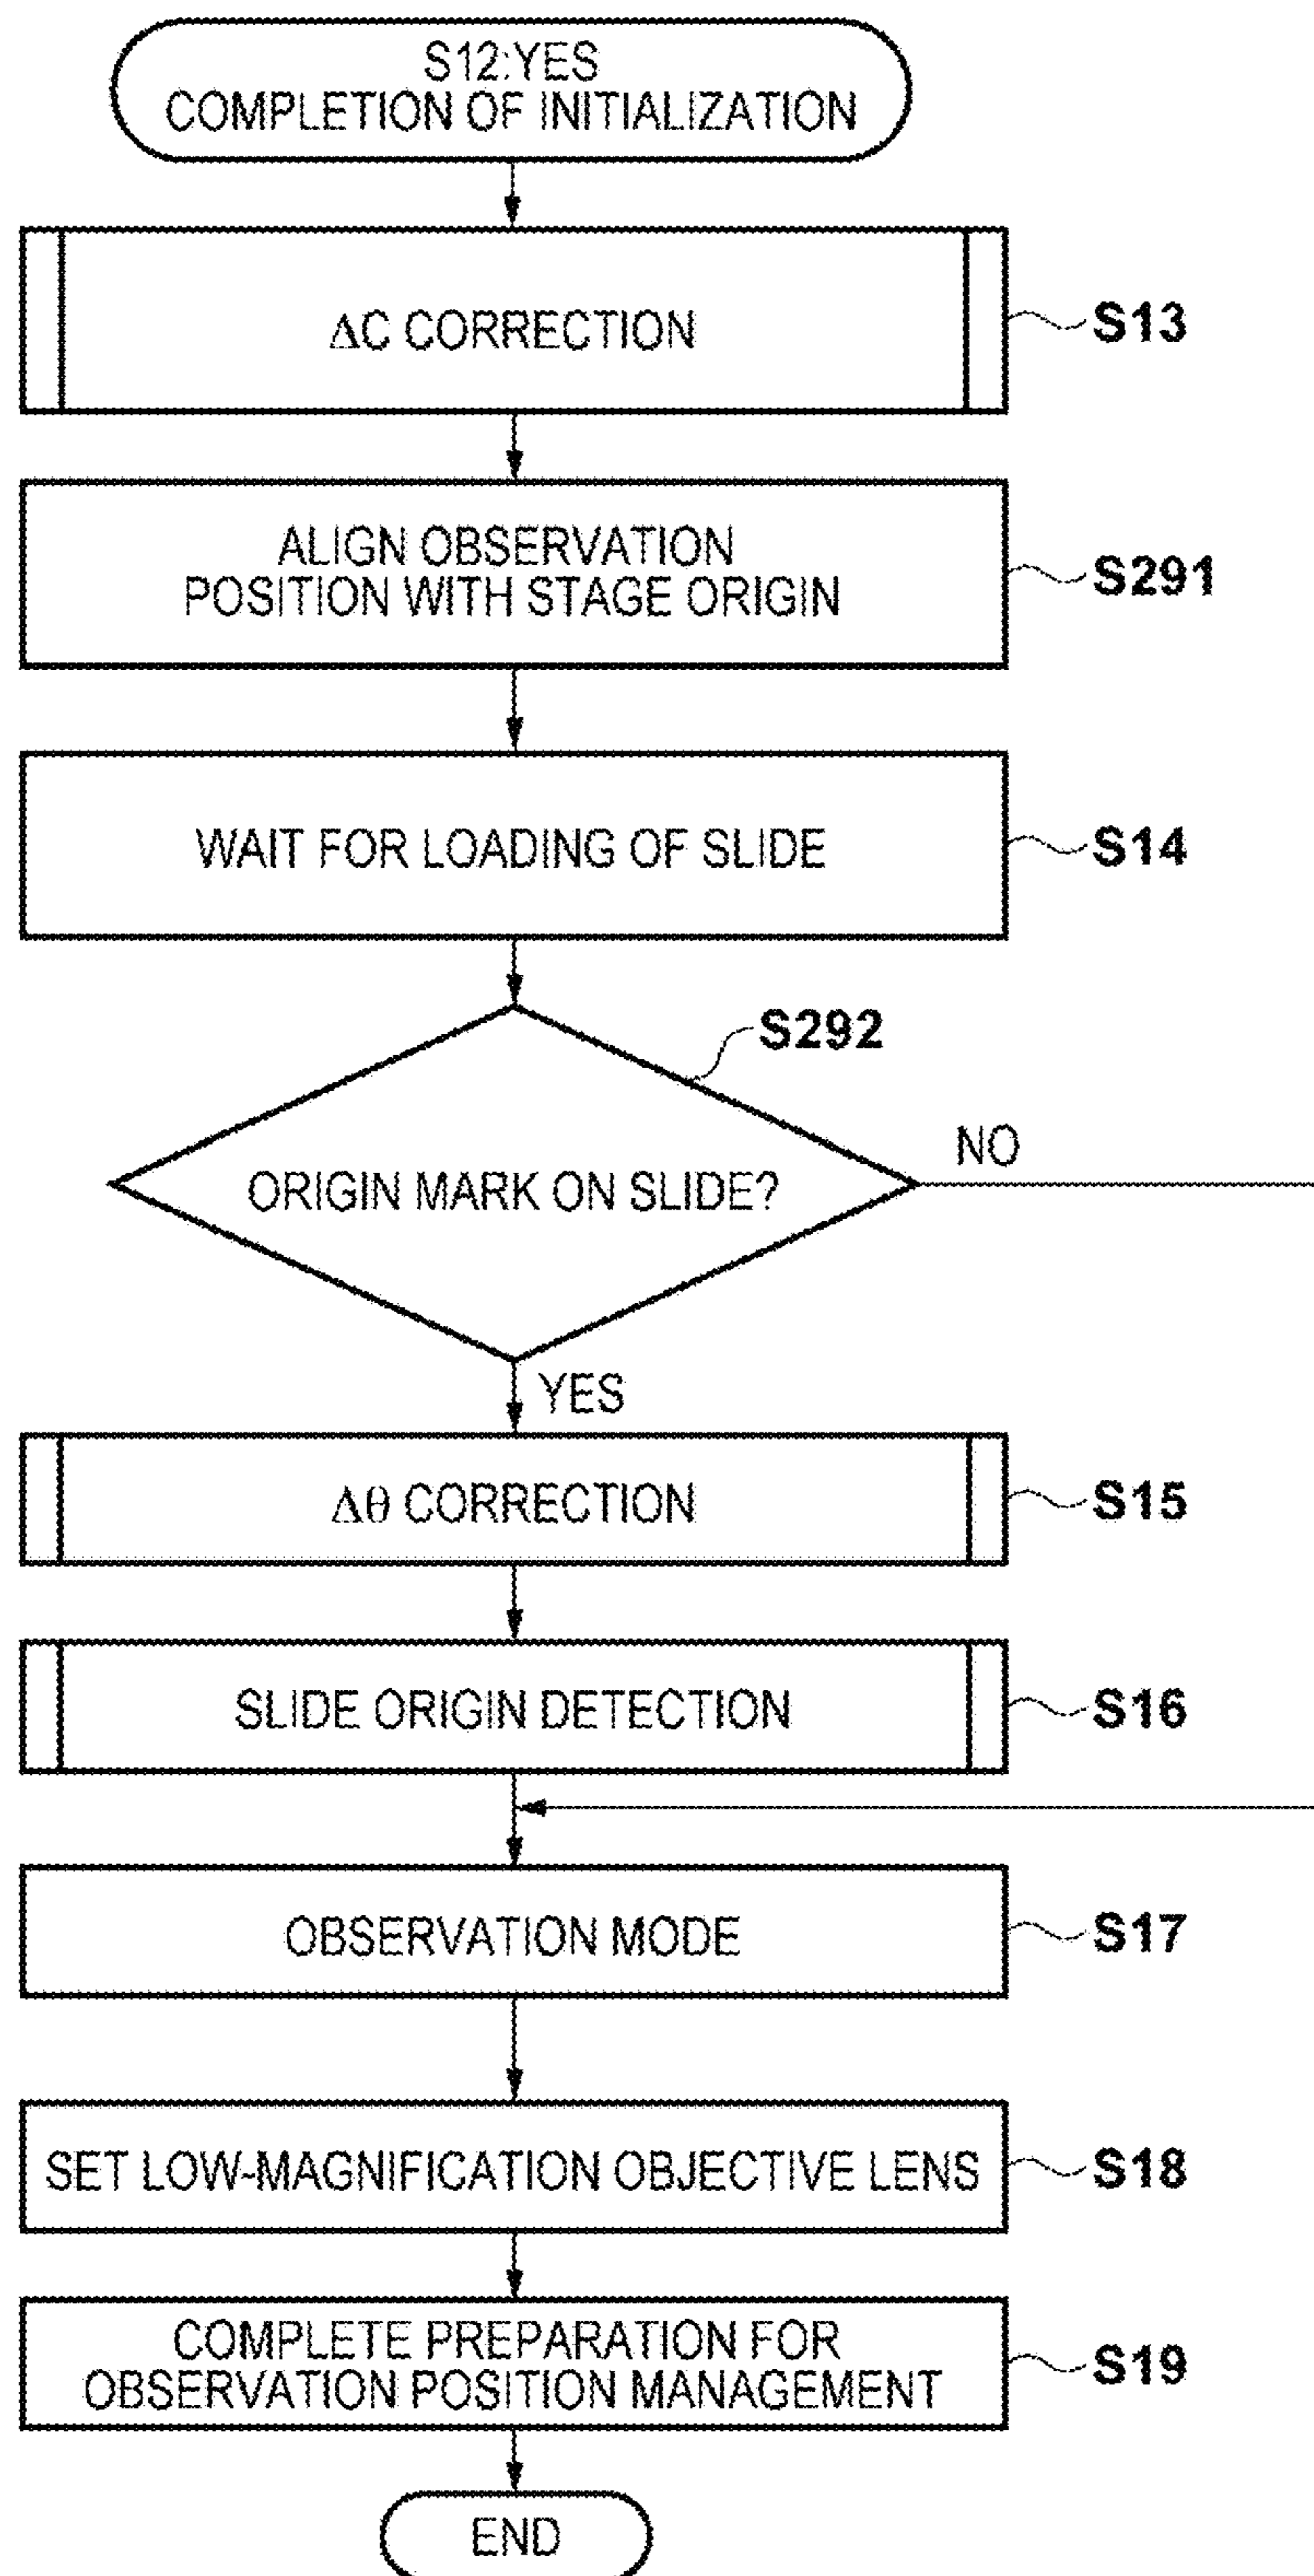 S12:YES
COMPLETION OF INITIALIZATION
ΔC CORRECTION
S13
ALIGN OBSERVATION
POSITION WITH STAGE ORIGIN
S291
WAIT FOR LOADING OF SLIDE
S14
S292
ORIGIN MARK ON SLIDE?
NO
YES
Δθ CORRECTION
S15
SLIDE ORIGIN DETECTION
S16
OBSERVATION MODE
S17
SET LOW-MAGNIFICATION OBJECTIVE LENS
S18
COMPLETE PREPARATION FOR
OBSERVATION POSITION MANAGEMENT
S19
END